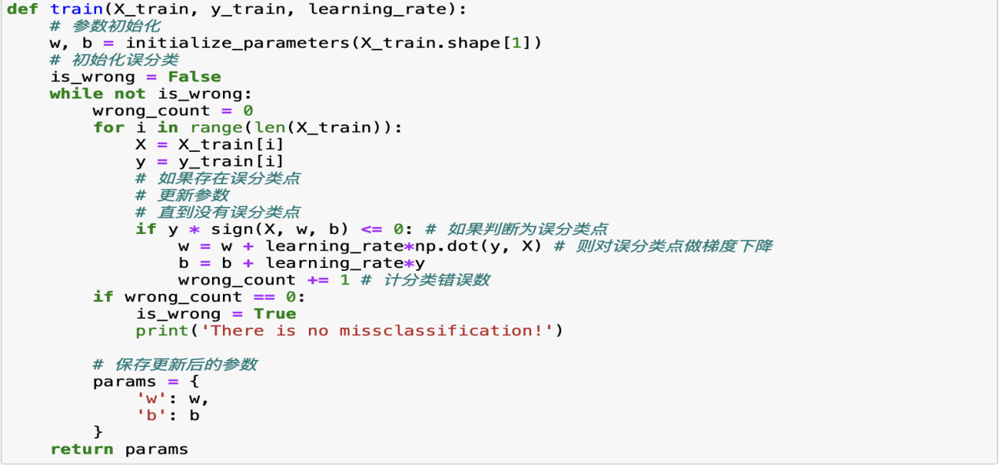 def train(X_train, y_train, learning_rate):
    # 参数初始化
    w, b = initialize_parameters(X_train.shape[1])
    # 初始化误分类
    is_wrong = False
    while not is_wrong:
        wrong_count = 0
        for i in range(len(X_train)):
            X = X_train[i]
            y = y_train[i]
            # 如果存在误分类点
            # 更新参数
            # 直到没有误分类点
            if y * sign(X, w, b) <= 0: # 如果判断为误分类点
                w = w + learning_rate*np.dot(y, X) # 则对误分类点做梯度下降
                b = b + learning_rate*y
                wrong_count += 1 # 计分类错误数
        if wrong_count == 0:
            is_wrong = True
            print('There is no missclassification!')

        # 保存更新后的参数
        params = {
            'w': w,
            'b': b
        }
    return params